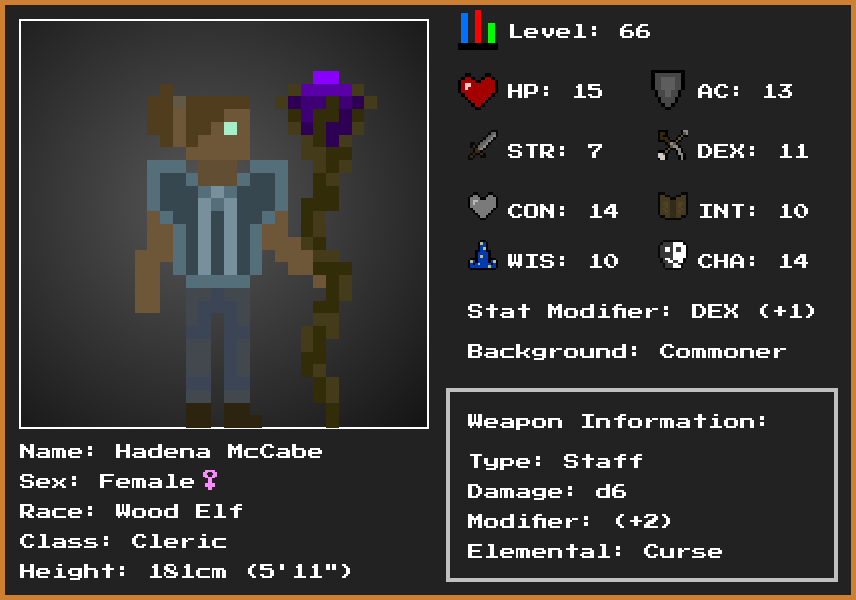 Level: 66
HP: 15
AC: 13
STR: 7
DEX: 11
CON: 14
INT: 10
WIS: 10
CHA: 14
Stat Modifier: DEX (+1)
Background: Commoner
Weapon Information:
Type: Staff
Damage: d6
Modifier: (+2)
Elemental: Curse
Name: Hadena McCabe
Sex: Female♀
Race: Wood Elf
Class: Cleric
Height: 181cm (5'11")